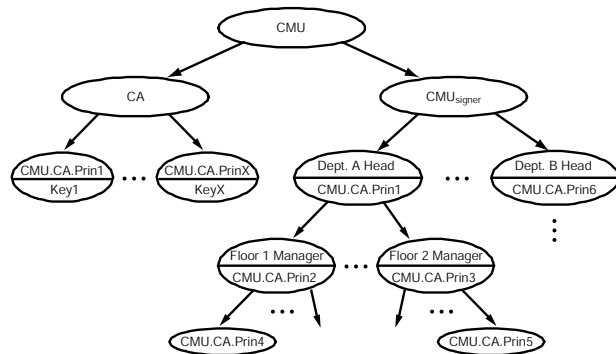 CMU
CA
CMUsigner
CMU.CA.Prin1
Key1
• • •
CMU.CA.PrinX
KeyX
Dept. A Head
CMU.CA.Prin1
• • •
Dept. B Head
CMU.CA.Prin6
Floor 1 Manager
CMU.CA.Prin2
• • •
Floor 2 Manager
CMU.CA.Prin3
• • •
• • •
CMU.CA.Prin4
CMU.CA.Prin5